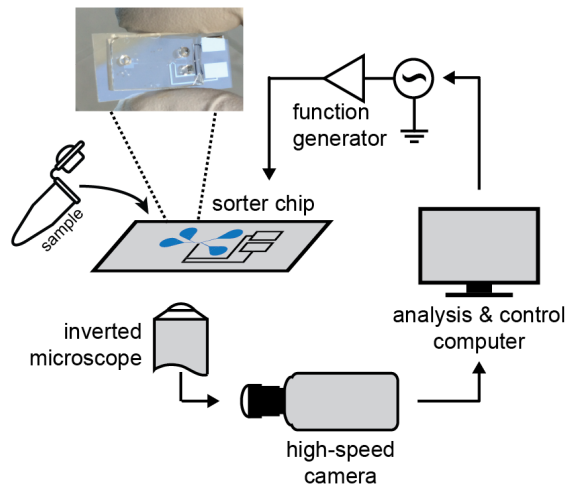 function
generator
sorter chip
sample
inverted
microscope
analysis & control
computer
high-speed
camera